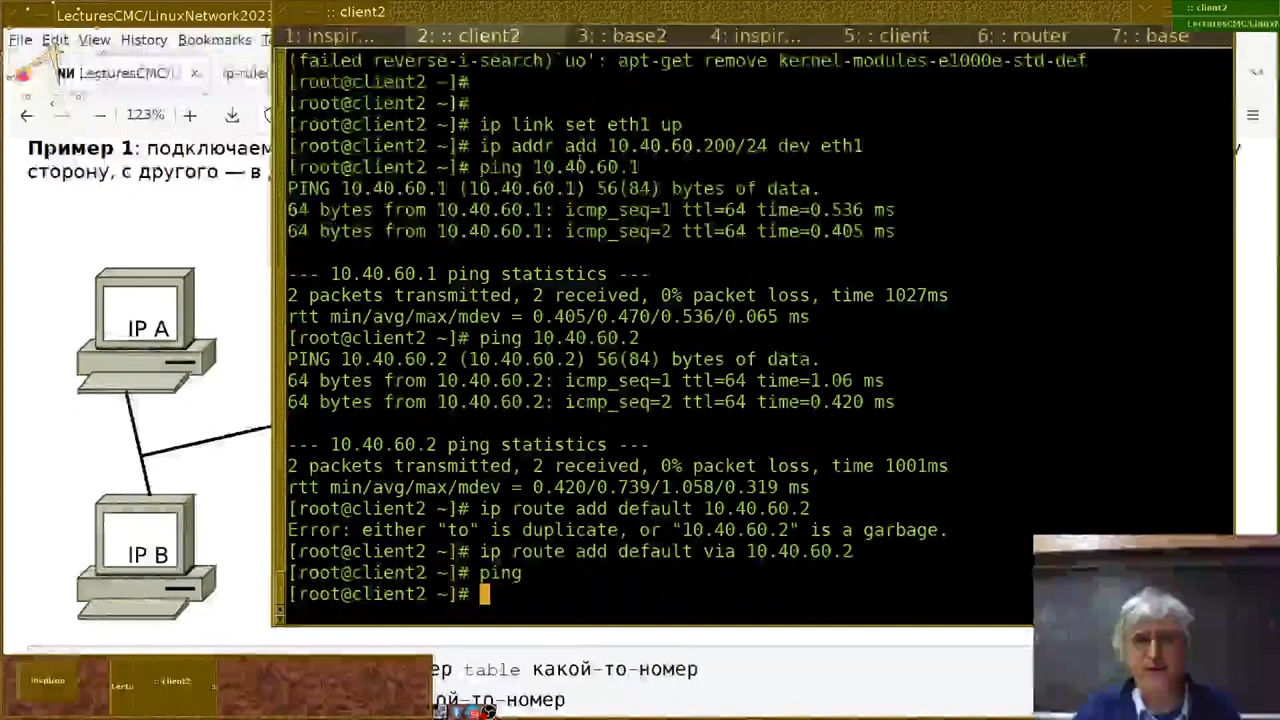 LecturesCMC/LinuxNetwork2023
:: client2
:: client2
LecturesCMC/LinuxNetwork2023
File Edit View History Bookmarks
1: inspir... 2: :: client2 3: :: base2 4: inspir... 5: :: client 6: :: router 7: :: base
LecturesCMC/ ip-rule
123%
Пример 1: подключаем
сторону, с другого — в
(failed reverse-i-search)`uo': apt-get remove kernel-modules-e1000e-std-def
[root@client2 ~]#
[root@client2 ~]#
[root@client2 ~]# ip link set eth1 up
[root@client2 ~]# ip addr add 10.40.60.200/24 dev eth1
[root@client2 ~]# ping 10.40.60.1
PING 10.40.60.1 (10.40.60.1) 56(84) bytes of data.
64 bytes from 10.40.60.1: icmp_seq=1 ttl=64 time=0.536 ms
64 bytes from 10.40.60.1: icmp_seq=2 ttl=64 time=0.405 ms
--- 10.40.60.1 ping statistics ---
2 packets transmitted, 2 received, 0% packet loss, time 1027ms
rtt min/avg/max/mdev = 0.405/0.470/0.536/0.065 ms
[root@client2 ~]# ping 10.40.60.2
PING 10.40.60.2 (10.40.60.2) 56(84) bytes of data.
64 bytes from 10.40.60.2: icmp_seq=1 ttl=64 time=1.06 ms
64 bytes from 10.40.60.2: icmp_seq=2 ttl=64 time=0.420 ms
--- 10.40.60.2 ping statistics ---
2 packets transmitted, 2 received, 0% packet loss, time 1001ms
rtt min/avg/max/mdev = 0.420/0.739/1.058/0.319 ms
[root@client2 ~]# ip route add default 10.40.60.2
Error: either "to" is duplicate, or "10.40.60.2" is a garbage.
[root@client2 ~]# ip route add default via 10.40.60.2
[root@client2 ~]# ping
[root@client2 ~]#
IP A
IP B
ер table какой-то-номер
ой-то-номер
:: client2